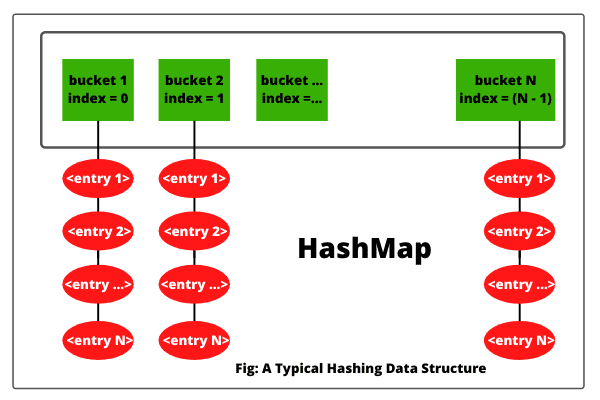 bucket 1
index = 0
bucket 2
index = 1
bucket ...
index =...
bucket N
index = (N - 1)
<entry 1>
<entry 1>
<entry 1>
<entry 2>
<entry 2>
<entry 2>
<entry ...>
<entry ...>
<entry ...>
<entry N>
<entry N>
<entry N>
HashMap
Fig: A Typical Hashing Data Structure